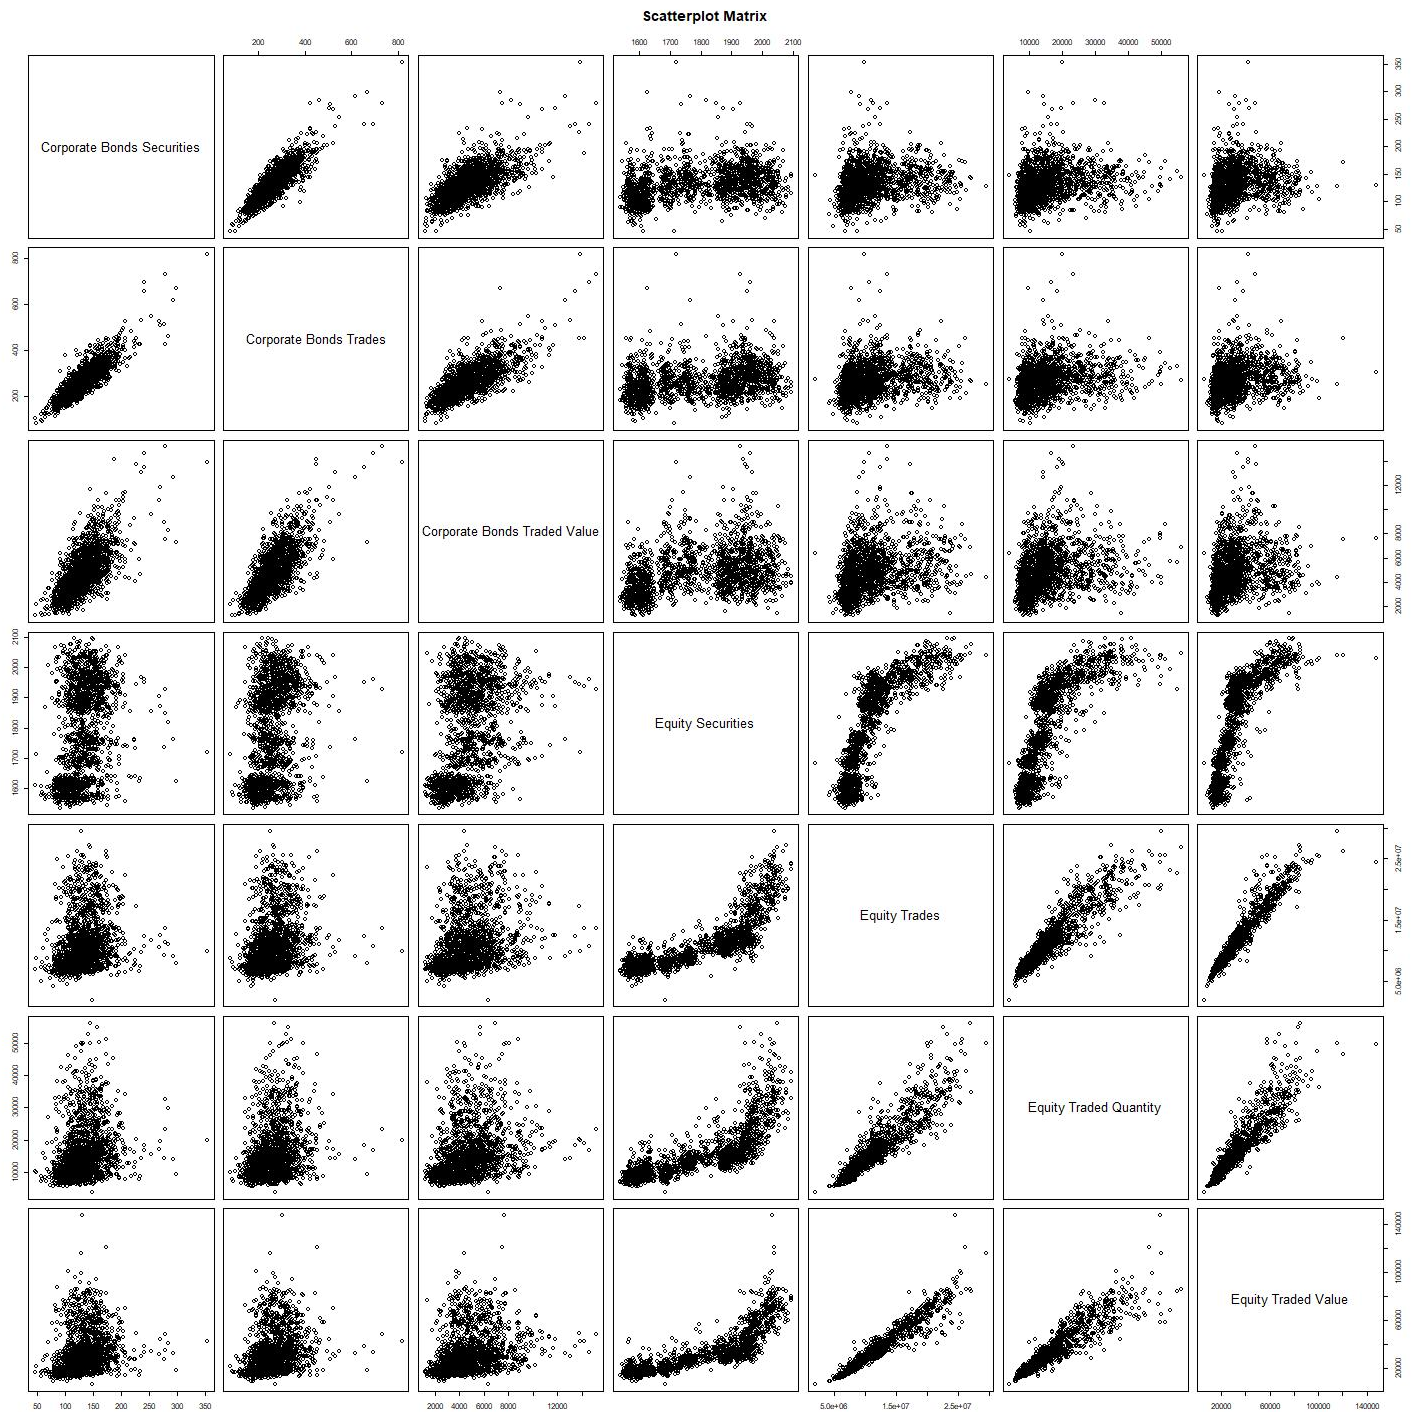 Scatterplot Matrix
200 400 600 800 1600 1700 1800 1900 2000 2100 10000 20000 30000 40000 50000
Corporate Bonds Securities
50 100 150 200 250 300 350
200 400 600 800
Corporate Bonds Trades
Corporate Bonds Traded Value
2000 4000 6000 8000 12000
1600 1700 1800 1900 2000 2100
Equity Securities
Equity Trades
5.0e+06 1.5e+07 2.5e+07
10000 20000 30000 40000 50000
Equity Traded Quantity
Equity Traded Value
20000 60000 100000 140000
50 100 150 200 250 300 350 2000 4000 6000 8000 12000 5.0e+06 1.5e+07 2.5e+07 20000 60000 100000 140000